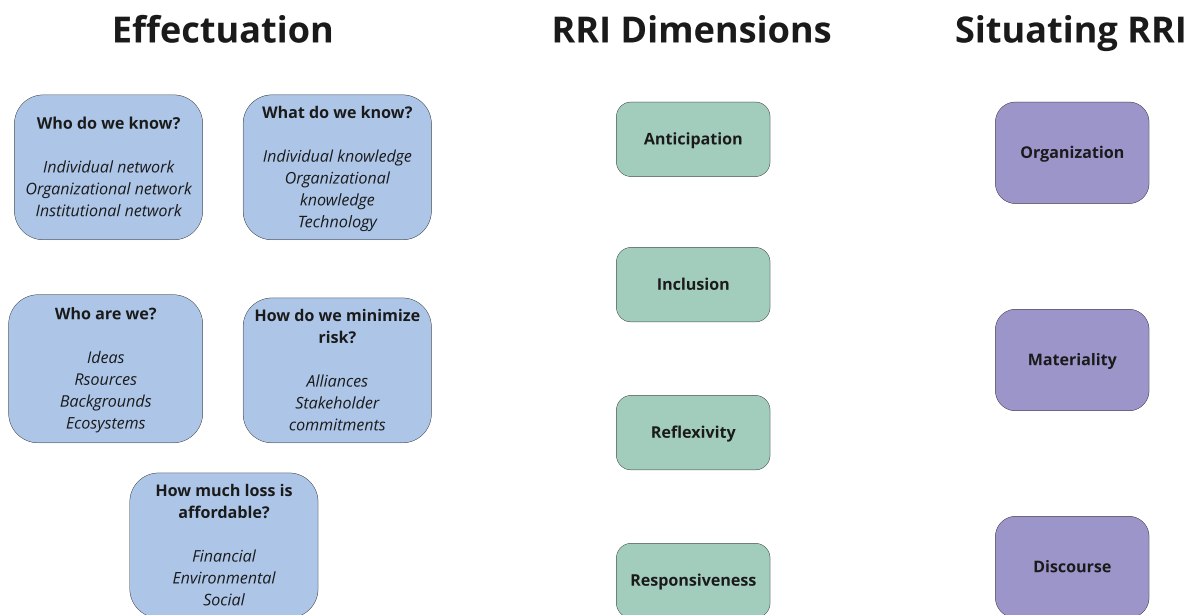 Effectuation
Who do we know?
Individual network
Organizational network
Institutional network
What do we know?
Individual knowledge
Organizational
knowledge
Technology
Who are we?
Ideas
Rsources
Backgrounds
Ecosystems
How do we minimize
risk?
Alliances
Stakeholder
commitments
How much loss is
affordable?
Financial
Environmental
Social
RRI Dimensions
Anticipation
Inclusion
Reflexivity
Responsiveness
Situating RRI
Organization
Materiality
Discourse